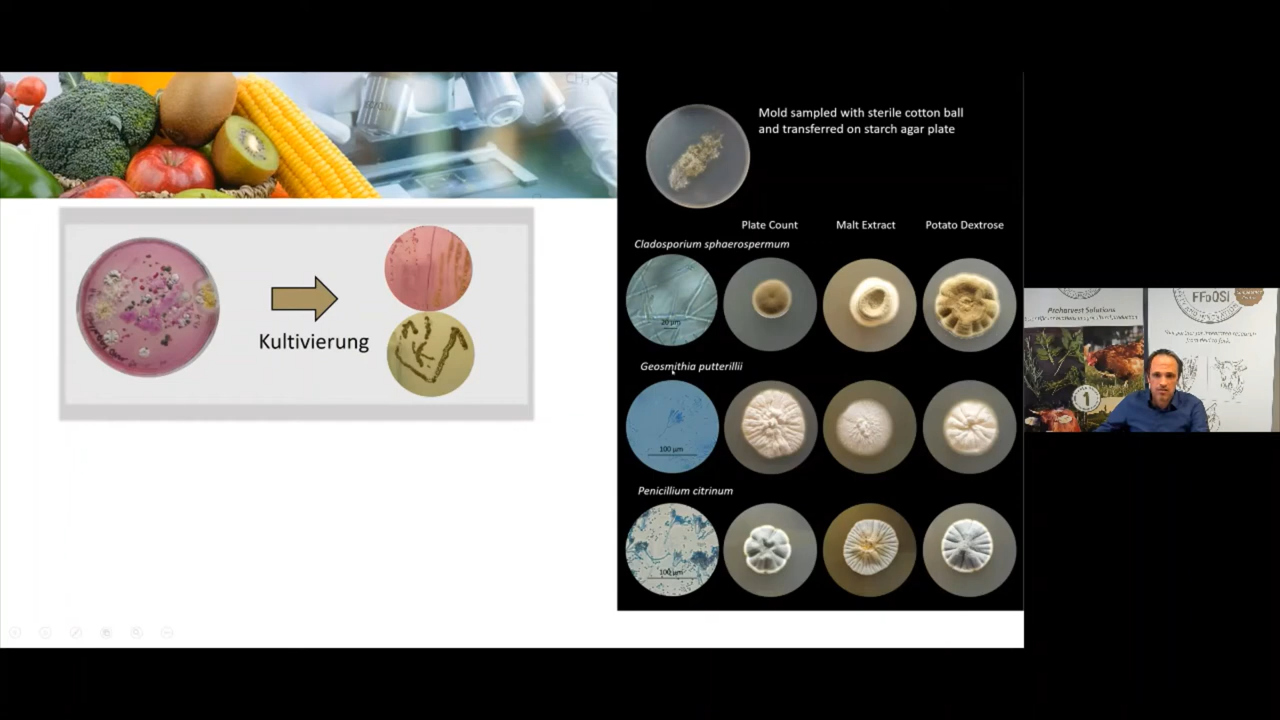 Mold sampled with sterile cotton ball
and transferred on starch agar plate
Plate Count
Malt Extract
Potato Dextrose
Cladosporium sphaerospermum
20 µm
Kultivierung
Geosmithia putterillii
100 µm
Penicillium citrinum
100 µm
Preharvest Solutions
FFoQSI
1